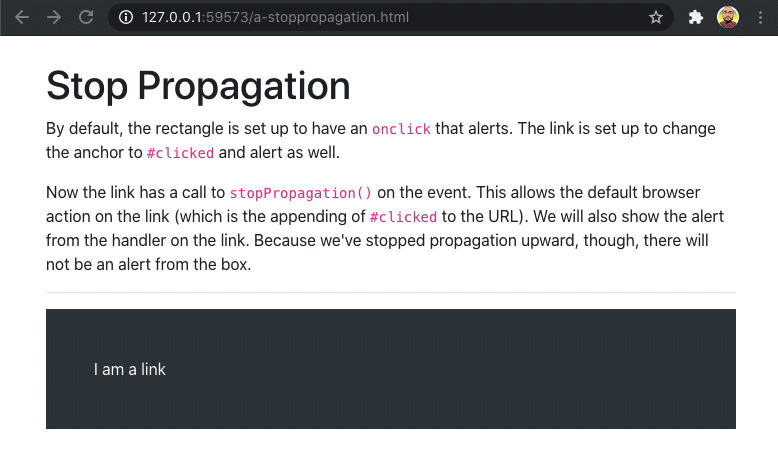 127.0.0.1:59573/a-stoppropagation.html
Stop Propagation
By default, the rectangle is set up to have an onclick that alerts. The link is set up to change
the anchor to #clicked and alert as well.
Now the link has a call to stopPropagation() on the event. This allows the default browser
action on the link (which is the appending of #clicked to the URL). We will also show the alert
from the handler on the link. Because we've stopped propagation upward, though, there will
not be an alert from the box.
I am a link